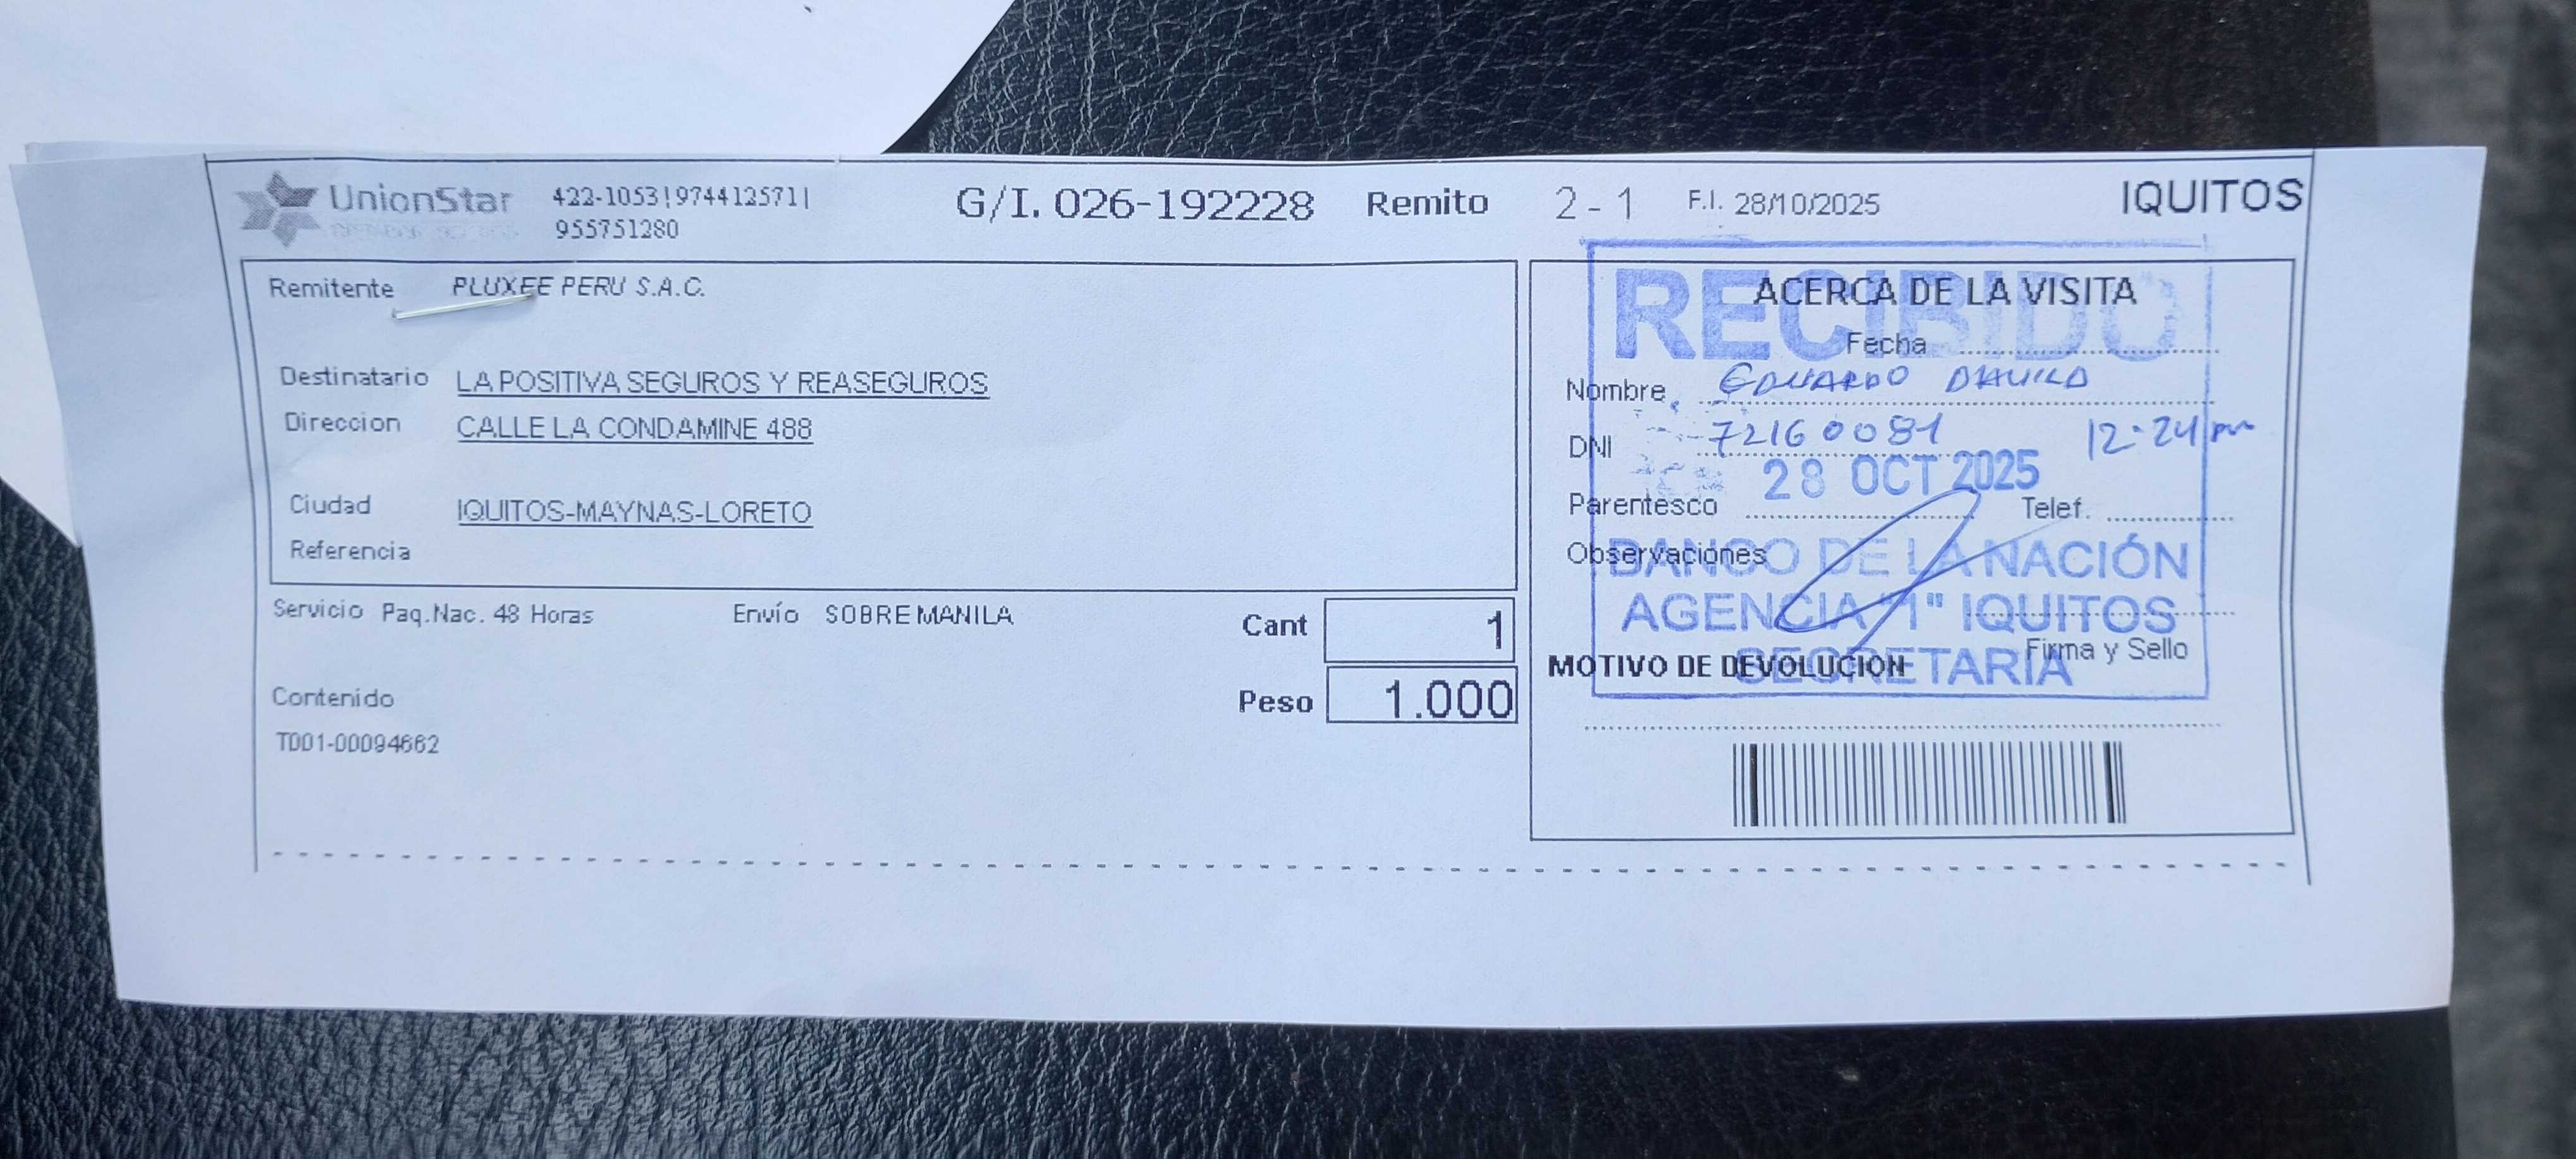 UnionStar
422-1053|974412571|
955751280
G/I. 026-192228 Remito 2 - 1 F.I. 28/10/2025 IQUITOS
Remitente PLUXEE PERU S.A.C.
Destinatario LA POSITIVA SEGUROS Y REASEGUROS
Direccion CALLE LA CONDAMINE 488
Ciudad IQUITOS-MAYNAS-LORETO
Referencia
Servicio Paq.Nac. 48 Horas Envío SOBRE MANILA Cant 1
Peso 1.000
Contenido
T001-00094662
ACERCA DE LA VISITA
Fecha
Nombre EDUARDO DAVILA
DNI 72160081 12:24 pm
Parentesco Telef.
Observaciones
Firma y Sello
MOTIVO DE DEVOLUCION
RECIBIDO
28 OCT 2025
BANCO DE LA NACIÓN
AGENCIA "1" IQUITOS
SECRETARIA